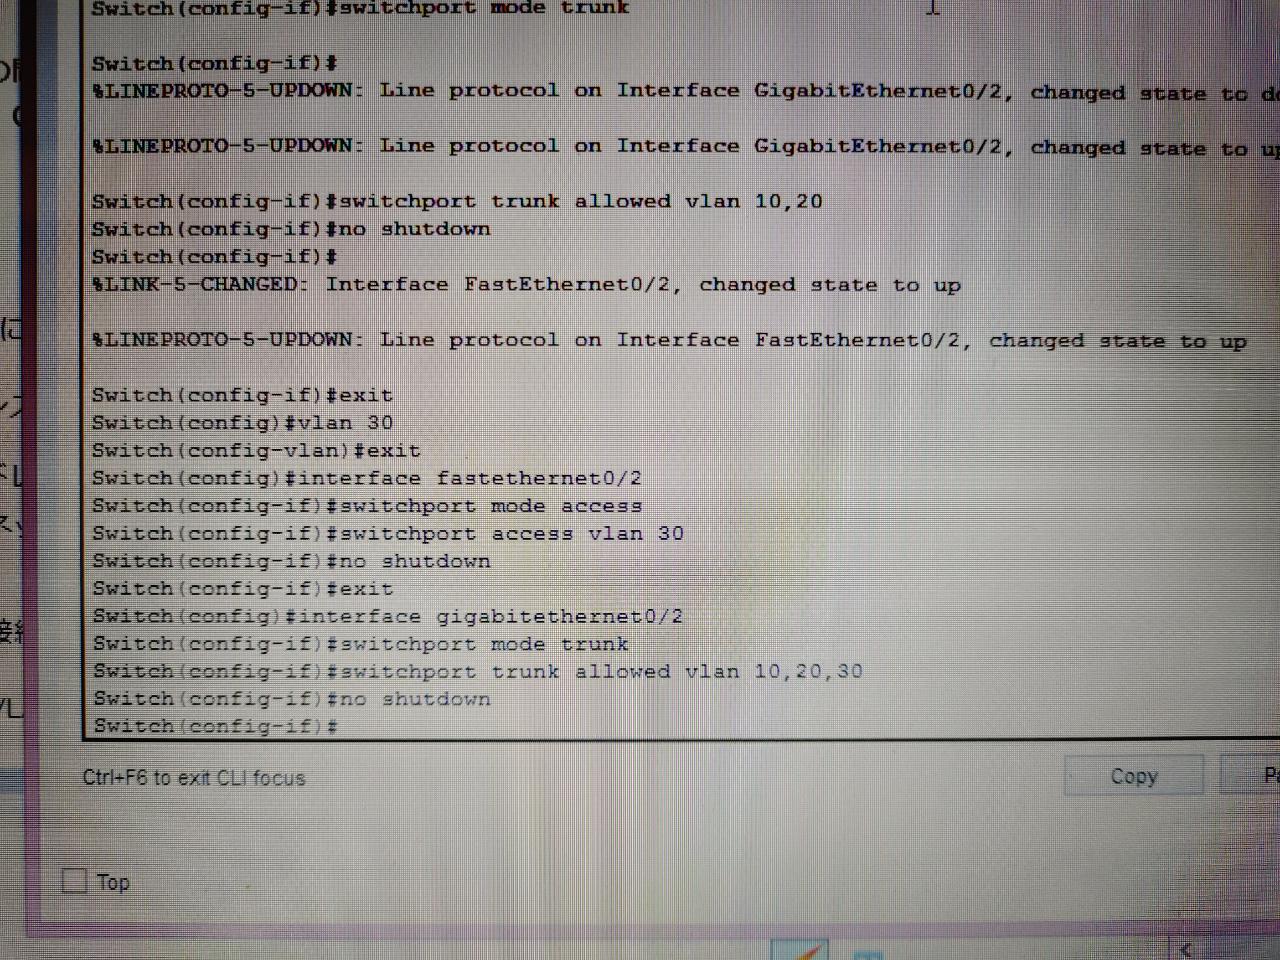 Switch(config-if)#switchport mode trunk
Switch(config-if)#
%LINEPROTO-5-UPDOWN: Line protocol on Interface GigabitEthernet0/2, changed state to
%LINEPROTO-5-UPDOWN: Line protocol on Interface GigabitEthernet0/2, changed state to up
Switch(config-if)#switchport trunk allowed vlan 10,20
Switch(config-if)#no shutdown
Switch(config-if)#
%LINK-5-CHANGED: Interface FastEthernet0/2, changed state to up
%LINEPROTO-5-UPDOWN: Line protocol on Interface FastEthernet0/2, changed state to up
Switch(config-if)#exit
Switch(config)#vlan 30
Switch(config-vlan)#exit
Switch(config)#interface fastethernet0/2
Switch(config-if)#switchport mode access
Switch(config-if)#switchport access vlan 30
Switch(config-if)#no shutdown
Switch(config-if)#exit
Switch(config)#interface gigabitethernet0/2
Switch(config-if)#switchport mode trunk
Switch(config-if)#switchport trunk allowed vlan 10,20,30
Switch(config-if)#no shutdown
Switch(config-if)#
Ctrl+F6 to exit CLI focus
Copy
Top